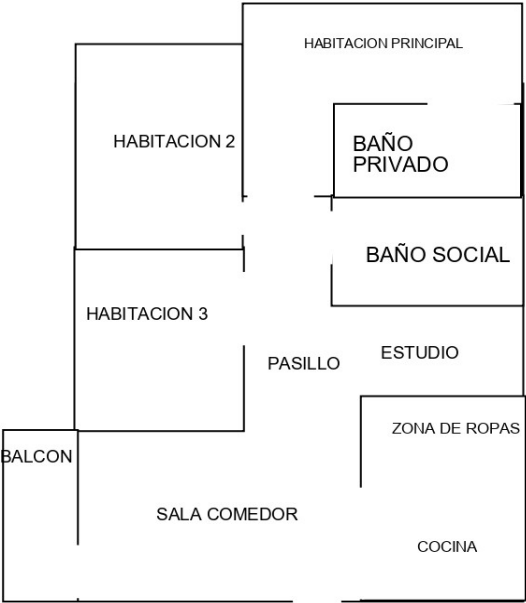 HABITACION PRINCIPAL
HABITACION 2
BAÑO
PRIVADO
BAÑO SOCIAL
HABITACION 3
PASILLO
ESTUDIO
ZONA DE ROPAS
BALCON
SALA COMEDOR
COCINA